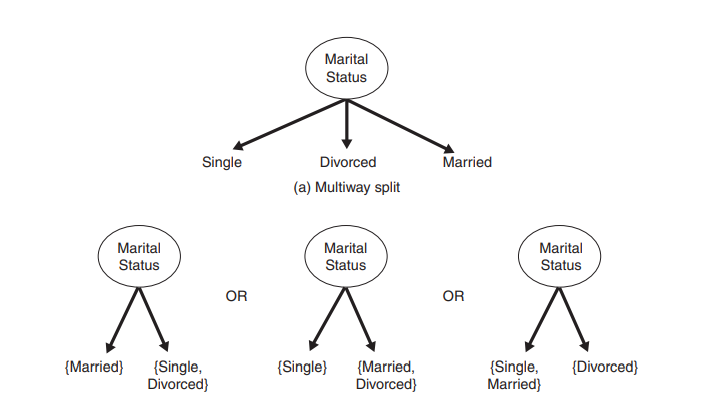 Marital
Status
Single
Divorced
Married
(a) Multiway split
Marital
Status
Marital
Status
Marital
Status
OR
OR
{Married}
{Single,
Divorced}
{Single}
{Married,
Divorced}
{Single,
Married}
{Divorced}